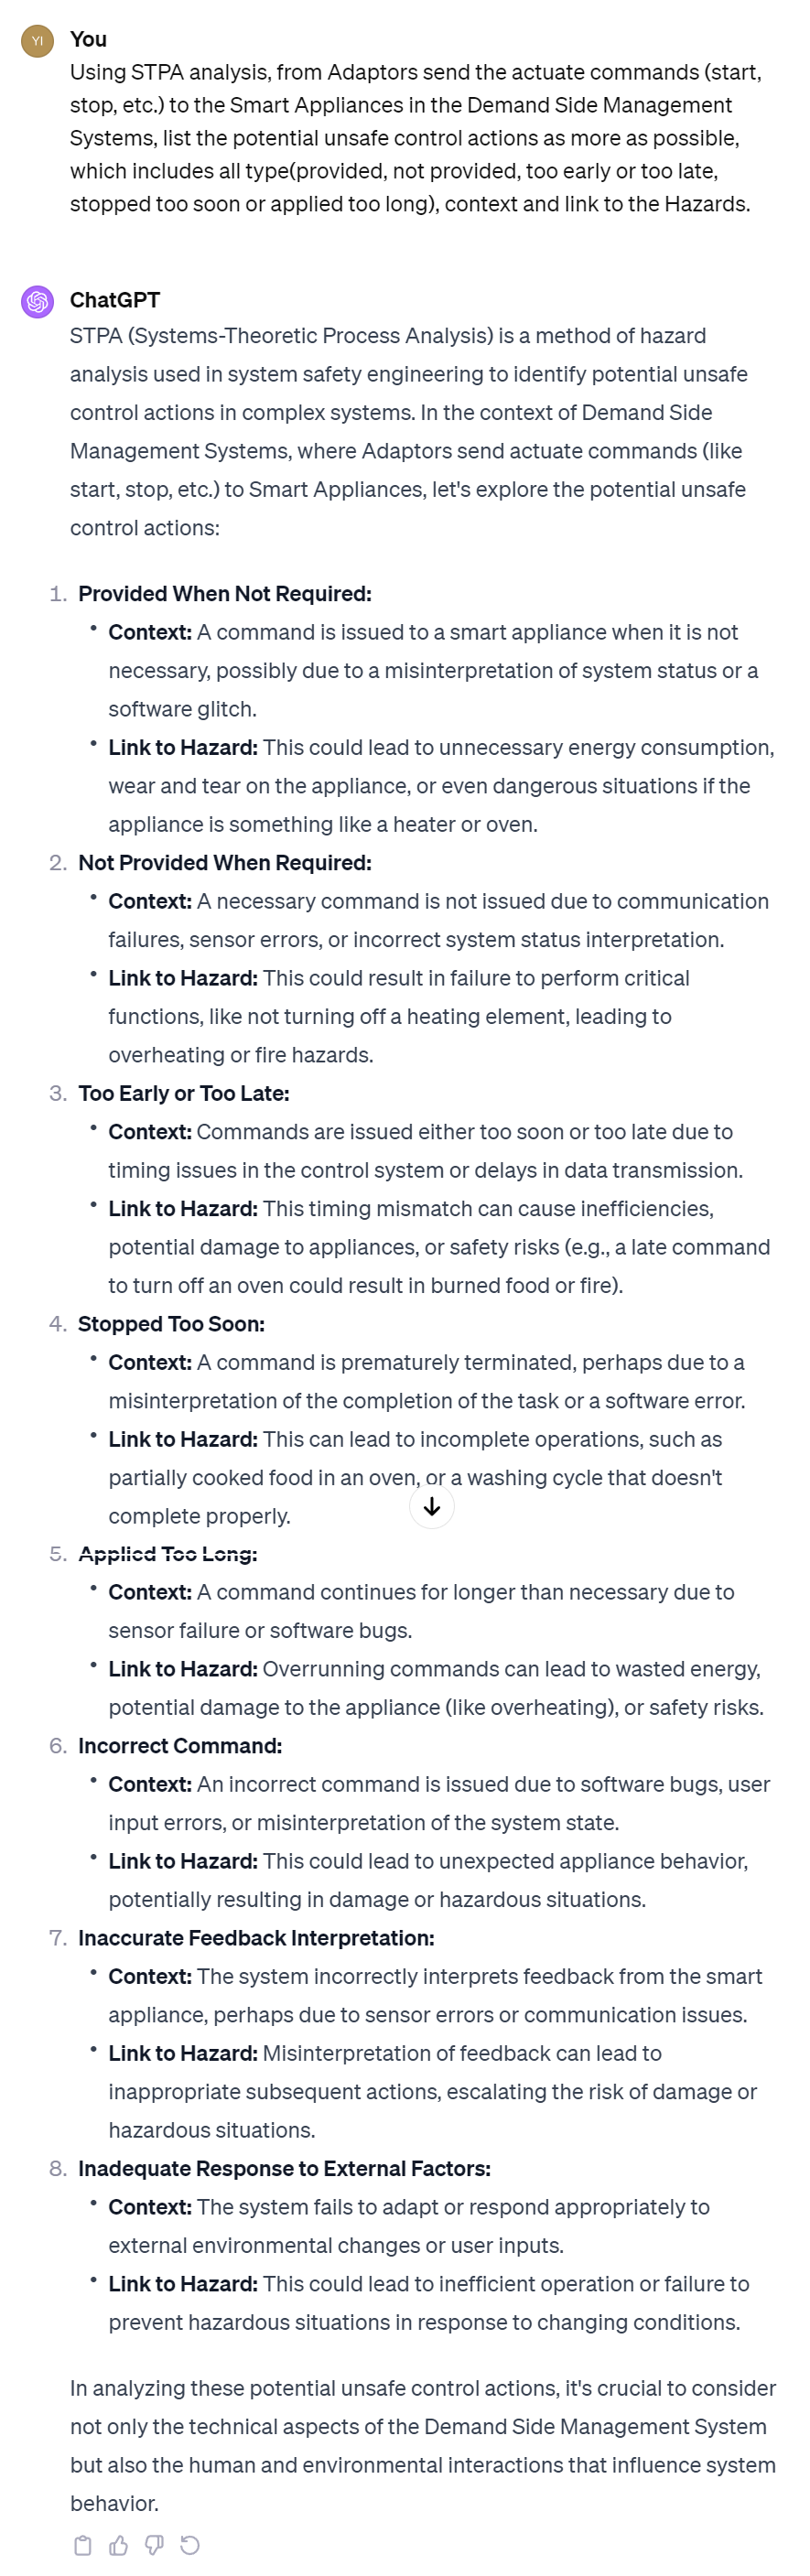 YI
You
Using STPA analysis, from Adaptors send the actuate commands (start,
stop, etc.) to the Smart Appliances in the Demand Side Management
Systems, list the potential unsafe control actions as more as possible,
which includes all type(provided, not provided, too early or too late,
stopped too soon or applied too long), context and link to the Hazards.
ChatGPT
STPA (Systems-Theoretic Process Analysis) is a method of hazard
analysis used in system safety engineering to identify potential unsafe
control actions in complex systems. In the context of Demand Side
Management Systems, where Adaptors send actuate commands (like
start, stop, etc.) to Smart Appliances, let's explore the potential unsafe
control actions:
1. Provided When Not Required:
• Context: A command is issued to a smart appliance when it is not
necessary, possibly due to a misinterpretation of system status or a
software glitch.
• Link to Hazard: This could lead to unnecessary energy consumption,
wear and tear on the appliance, or even dangerous situations if the
appliance is something like a heater or oven.
2. Not Provided When Required:
• Context: A necessary command is not issued due to communication
failures, sensor errors, or incorrect system status interpretation.
• Link to Hazard: This could result in failure to perform critical
functions, like not turning off a heating element, leading to
overheating or fire hazards.
3. Too Early or Too Late:
• Context: Commands are issued either too soon or too late due to
timing issues in the control system or delays in data transmission.
• Link to Hazard: This timing mismatch can cause inefficiencies,
potential damage to appliances, or safety risks (e.g., a late command
to turn off an oven could result in burned food or fire).
4. Stopped Too Soon:
• Context: A command is prematurely terminated, perhaps due to a
misinterpretation of the completion of the task or a software error.
• Link to Hazard: This can lead to incomplete operations, such as
partially cooked food in an oven, or a washing cycle that doesn't
complete properly.
5. Applied Too Long:
• Context: A command continues for longer than necessary due to
sensor failure or software bugs.
• Link to Hazard: Overrunning commands can lead to wasted energy,
potential damage to the appliance (like overheating), or safety risks.
6. Incorrect Command:
• Context: An incorrect command is issued due to software bugs, user
input errors, or misinterpretation of the system state.
• Link to Hazard: This could lead to unexpected appliance behavior,
potentially resulting in damage or hazardous situations.
7. Inaccurate Feedback Interpretation:
• Context: The system incorrectly interprets feedback from the smart
appliance, perhaps due to sensor errors or communication issues.
• Link to Hazard: Misinterpretation of feedback can lead to
inappropriate subsequent actions, escalating the risk of damage or
hazardous situations.
8. Inadequate Response to External Factors:
• Context: The system fails to adapt or respond appropriately to
external environmental changes or user inputs.
• Link to Hazard: This could lead to inefficient operation or failure to
prevent hazardous situations in response to changing conditions.
In analyzing these potential unsafe control actions, it's crucial to consider
not only the technical aspects of the Demand Side Management System
but also the human and environmental interactions that influence system
behavior.